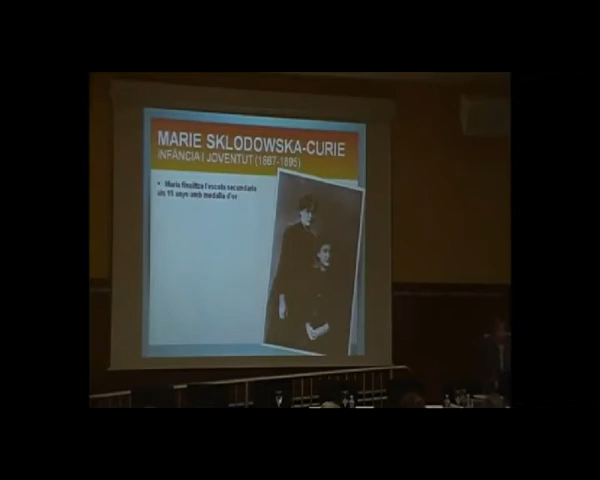 MARIE SKLODOWSKA-CURIE
INFÀNCIA I JOVENTUT (1867-1895)
• Maria finalitza l'escola secundària
als 15 anys amb medalla d'or